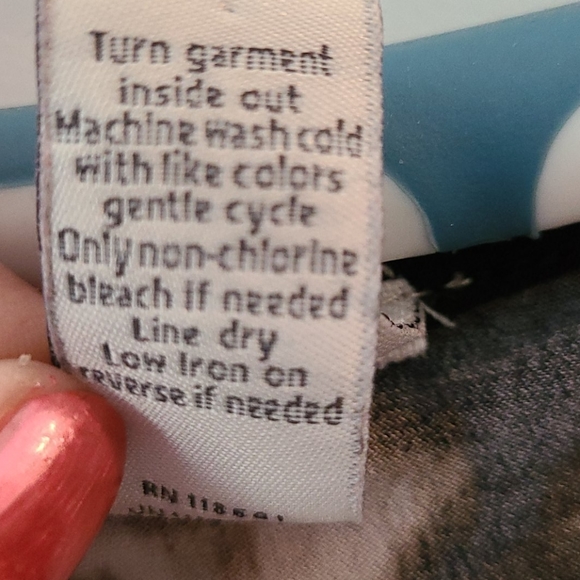 Turn garment
inside out
Machine wash cold
with like colors
gentle cycle
Only non-chlorine
bleach if needed
Line dry
Low Iron on
reverse if needed
RN